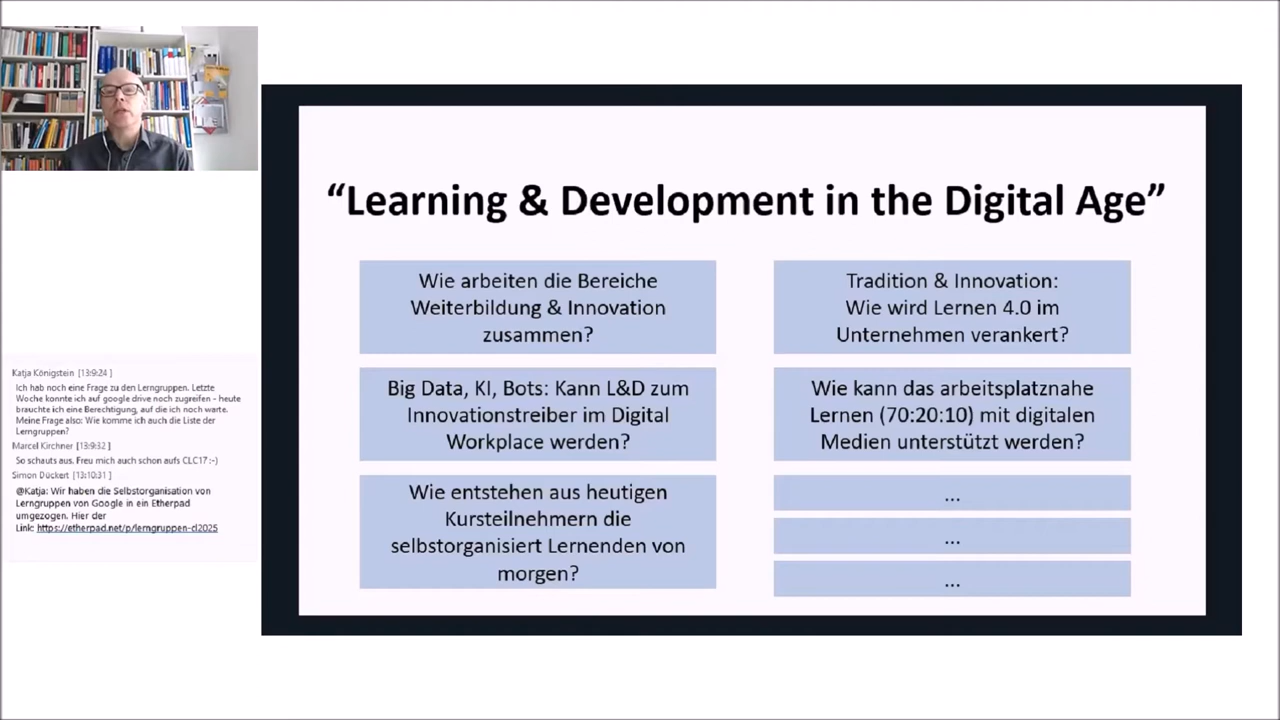 “Learning & Development in the Digital Age”
Wie arbeiten die Bereiche
Weiterbildung & Innovation
zusammen?
Tradition & Innovation:
Wie wird Lernen 4.0 im
Unternehmen verankert?
Big Data, KI, Bots: Kann L&D zum
Innovationstreiber im Digital
Workplace werden?
Wie kann das arbeitsplatznahe
Lernen (70:20:10) mit digitalen
Medien unterstützt werden?
Wie entstehen aus heutigen
Kursteilnehmern die
selbstorganisiert Lernenden von
morgen?
...
...
...
Katja Königstein [13:9:24 ]
Ich hab noch eine Frage zu den Lerngruppen. Letzte
Woche konnte ich auf google drive noch zugreifen - heute
brauchte ich eine Berechtigung, auf die ich noch warte.
Meine Frage also: Wie komme ich auch die Liste der
Lerngruppen?
Marcel Kirchner [13:9:32 ]
So schauts aus. Freu mich auch schon aufs CLC17 :-)
Simon Dückert [13:10:31 ]
@Katja: Wir haben die Selbstorganisation von
Lerngruppen von Google in ein Etherpad
umgezogen. Hier der
Link: https://etherpad.net/p/lerngruppen-cl2025